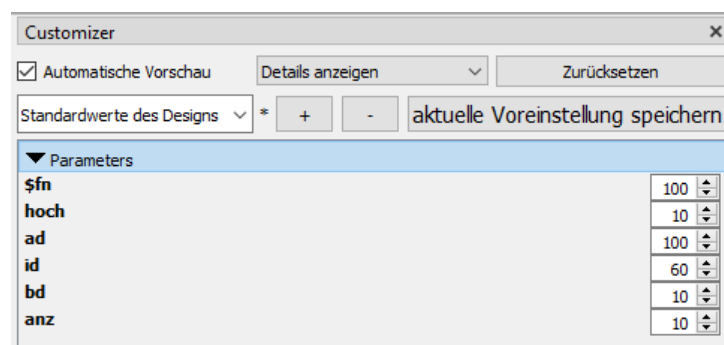 Customizer ×
Automatische Vorschau Details anzeigen Zurücksetzen
Standardwerte des Designs * + - aktuelle Voreinstellung speichern
Parameters
$fn 100
hoch 10
ad 100
id 60
bd 10
anz 10